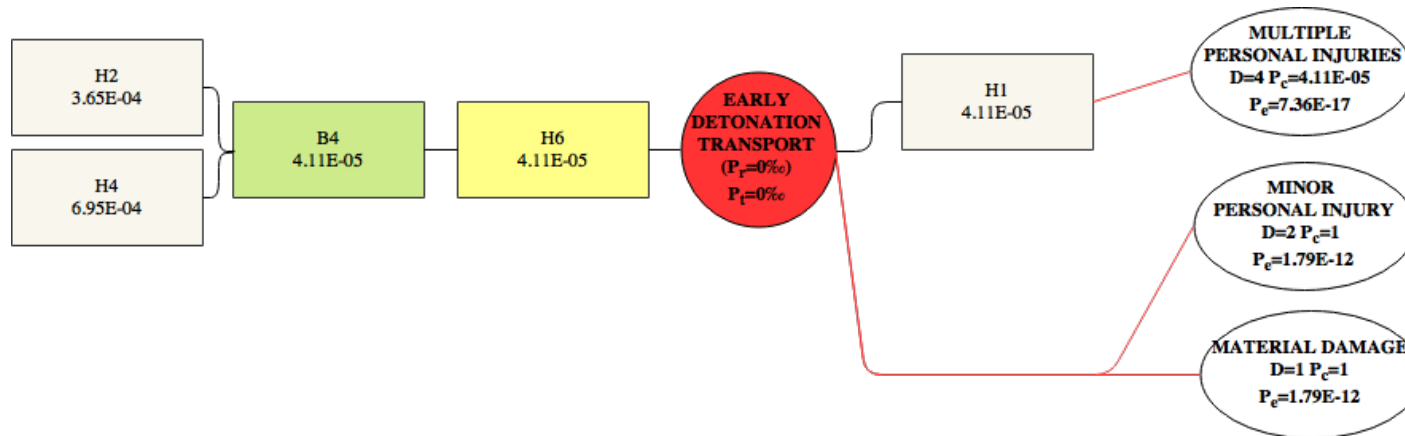 H2
3.65E-04
H4
6.95E-04
B4
4.11E-05
H6
4.11E-05
EARLY
DETONATION
TRANSPORT
(Pr=0‰)
Pt=0‰
H1
4.11E-05
MULTIPLE
PERSONAL INJURIES
D=4 Pc=4.11E-05
Pe=7.36E-17
MINOR
PERSONAL INJURY
D=2 Pc=1
Pe=1.79E-12
MATERIAL DAMAGE
D=1 Pc=1
Pe=1.79E-12